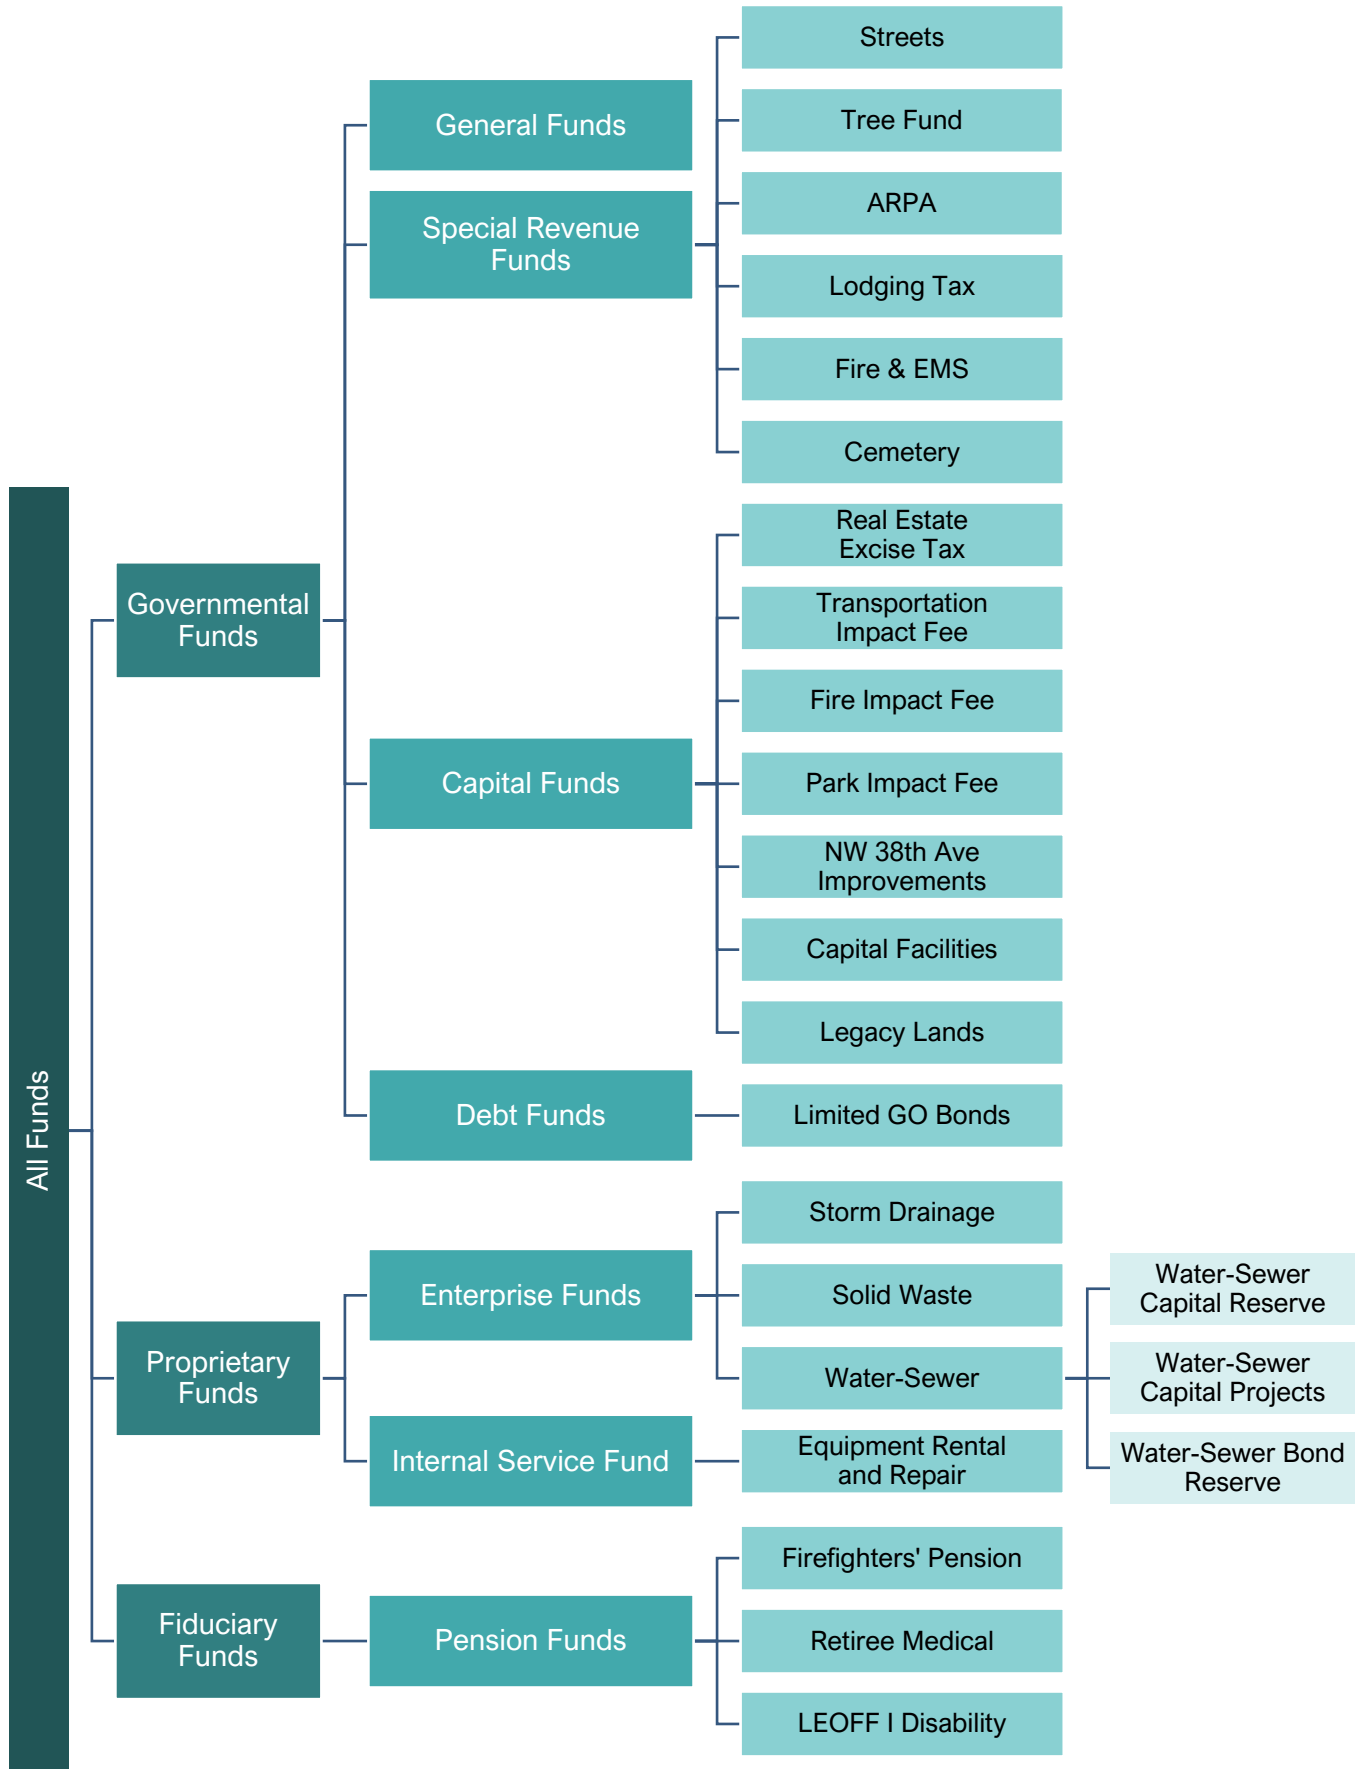 All Funds
Governmental
Funds
General Funds
Special Revenue
Funds
Streets
Tree Fund
ARPA
Lodging Tax
Fire & EMS
Cemetery
Capital Funds
Real Estate
Excise Tax
Transportation
Impact Fee
Fire Impact Fee
Park Impact Fee
NW 38th Ave
Improvements
Capital Facilities
Legacy Lands
Debt Funds
Limited GO Bonds
Proprietary
Funds
Enterprise Funds
Storm Drainage
Solid Waste
Water-Sewer
Water-Sewer
Capital Reserve
Water-Sewer
Capital Projects
Water-Sewer Bond
Reserve
Internal Service Fund
Equipment Rental
and Repair
Fiduciary
Funds
Pension Funds
Firefighters' Pension
Retiree Medical
LEOFF I Disability